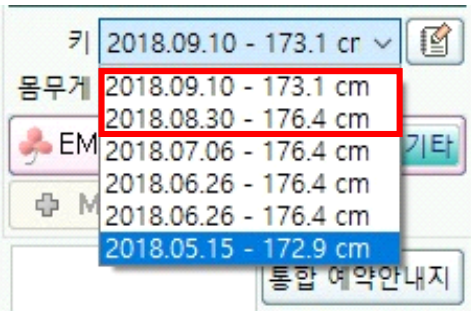 키 2018.09.10 - 173.1 cr
몸무게 2018.09.10 - 173.1 cm
2018.08.30 - 176.4 cm
EM 2018.07.06 - 176.4 cm 기타
2018.06.26 - 176.4 cm
M 2018.06.26 - 176.4 cm
2018.05.15 - 172.9 cm
통합 예약안내지